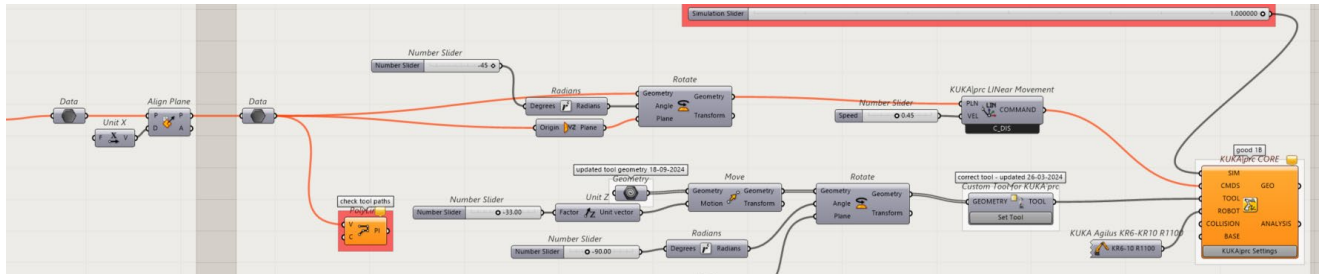 Simulation Slider 1.000000
Number Slider
Number Slider -45
Data
Align Plane
P P
D A
Unit X
F V
Data
Radians
Degrees Radians
Origin Plane
Rotate
Geometry Geometry
Angle
Plane Transform
Number Slider
Speed 0.45
KUKA|prc LINear Movement
PLN COMMAND
VEL
C_DIS
check tool paths
V Pl
C
updated tool geometry 18-09-2024
Geometry
Number Slider
Number Slider -33.00
Unit Z
Factor Unit vector
Move
Geometry Geometry
Motion Transform
Number Slider
Number Slider -90.00
Radians
Degrees Radians
Rotate
Geometry Geometry
Angle
Plane Transform
correct tool - updated 26-03-2024
Custom Tool for KUKA|prc
GEOMETRY TOOL
Set Tool
KUKA Agilus KR6-KR10 R1100
KR6-10 R1100
good 18
KUKA|prc CORE
SIM
CMDS GEO
TOOL
ROBOT
COLLISION ANALYSIS
BASE
KUKA|prc Settings